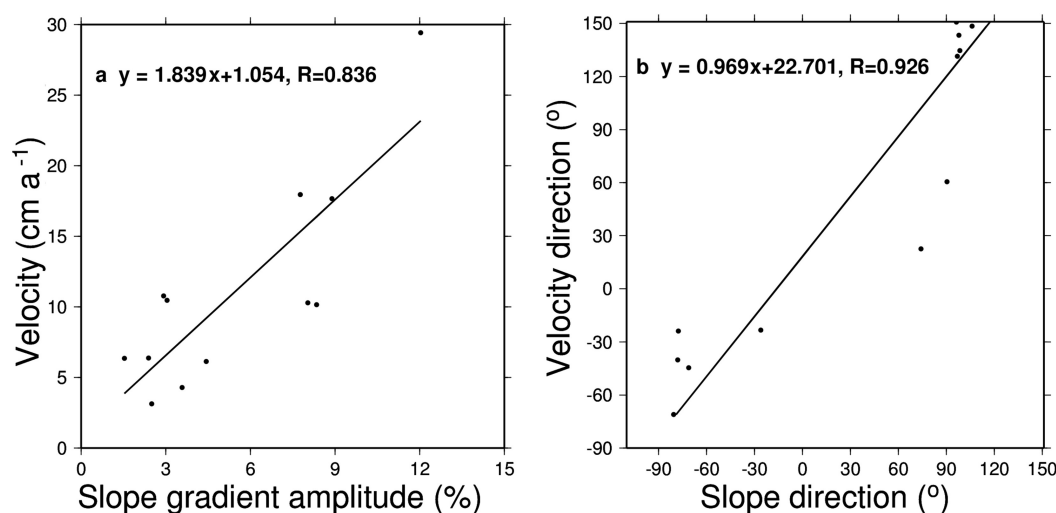 a y = 1.839x+1.054, R=0.836
Velocity (cm a⁻¹)
30
25
20
15
10
5
0
0 3 6 9 12 15
Slope gradient amplitude (%)
b y = 0.969x+22.701, R=0.926
Velocity direction (º)
150
120
90
60
30
0
-30
-60
-90
-90 -60 -30 0 30 60 90 120 150
Slope direction (º)